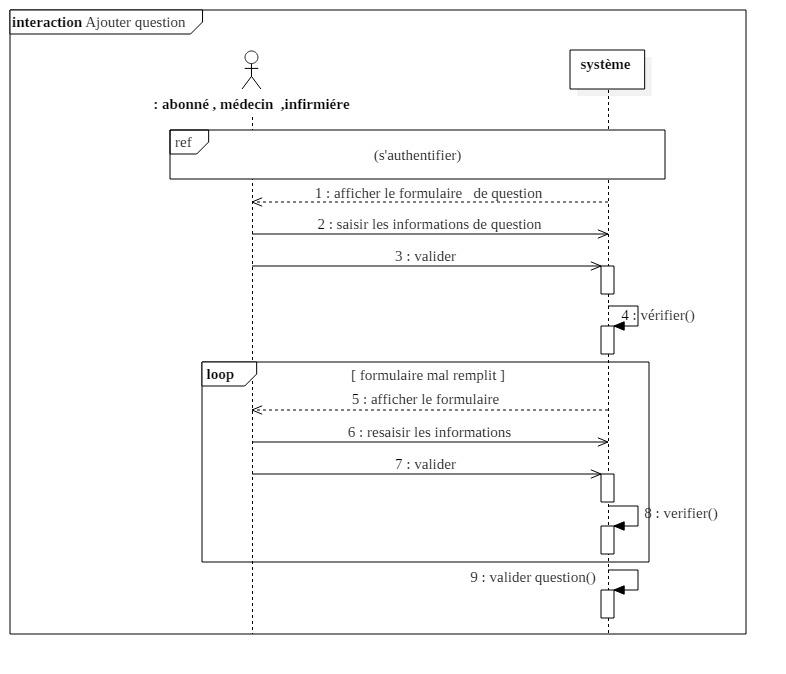 interaction Ajouter question
système
: abonné , médecin  ,infirmiére
ref
(s'authentifier)
1 : afficher le formulaire   de question
2 : saisir les informations de question
3 : valider
4 : vérifier()
loop
[ formulaire mal remplit ]
5 : afficher le formulaire
6 : resaisir les informations
7 : valider
8 : verifier()
9 : valider question()